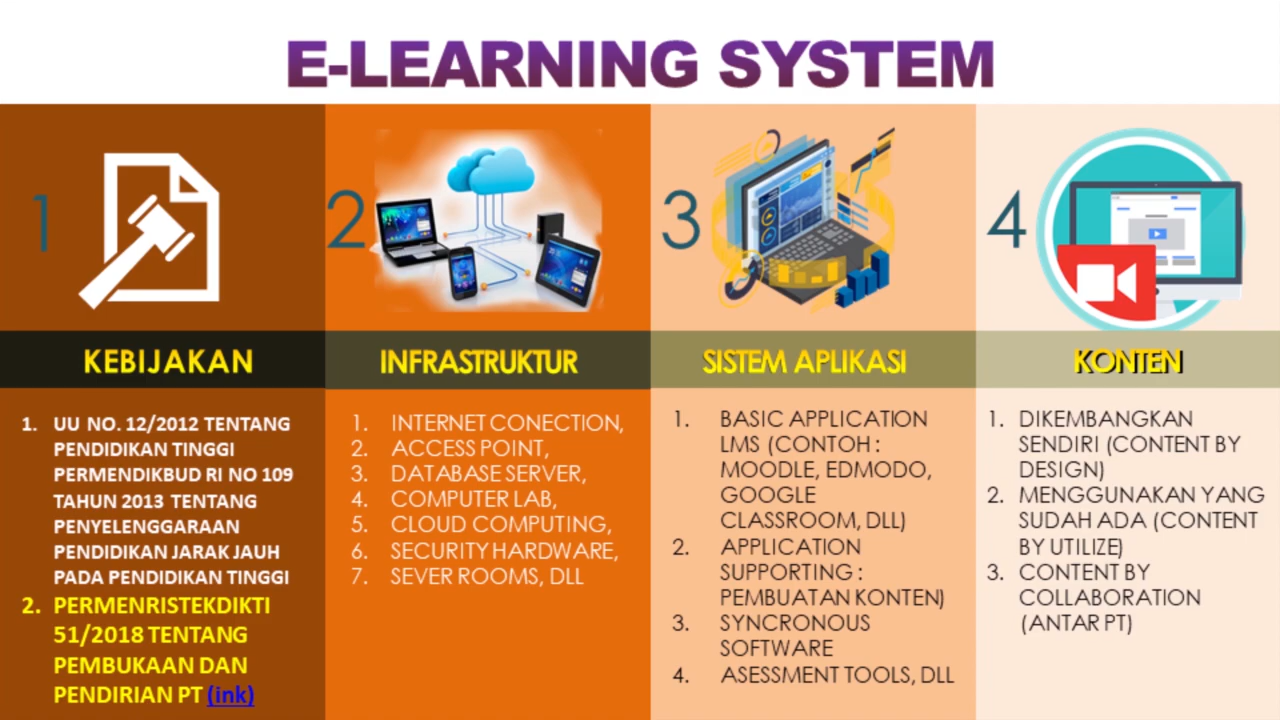 E-LEARNING SYSTEM
1
KEBIJAKAN
1. UU NO. 12/2012 TENTANG
PENDIDIKAN TINGGI
PERMENDIKBUD RI NO 109
TAHUN 2013 TENTANG
PENYELENGGARAAN
PENDIDIKAN JARAK JAUH
PADA PENDIDIKAN TINGGI
2. PERMENRISTEKDIKTI
51/2018 TENTANG
PEMBUKAAN DAN
PENDIRIAN PT (ink)
2
INFRASTRUKTUR
1. INTERNET CONECTION,
2. ACCESS POINT,
3. DATABASE SERVER,
4. COMPUTER LAB,
5. CLOUD COMPUTING,
6. SECURITY HARDWARE,
7. SEVER ROOMS, DLL
3
SISTEM APLIKASI
1. BASIC APPLICATION
LMS (CONTOH :
MOODLE, EDMODO,
GOOGLE
CLASSROOM, DLL)
2. APPLICATION
SUPPORTING :
PEMBUATAN KONTEN)
3. SYNCRONOUS
SOFTWARE
4. ASESSMENT TOOLS, DLL
4
KONTEN
1. DIKEMBANGKAN
SENDIRI (CONTENT BY
DESIGN)
2. MENGGUNAKAN YANG
SUDAH ADA (CONTENT
BY UTILIZE)
3. CONTENT BY
COLLABORATION
(ANTAR PT)